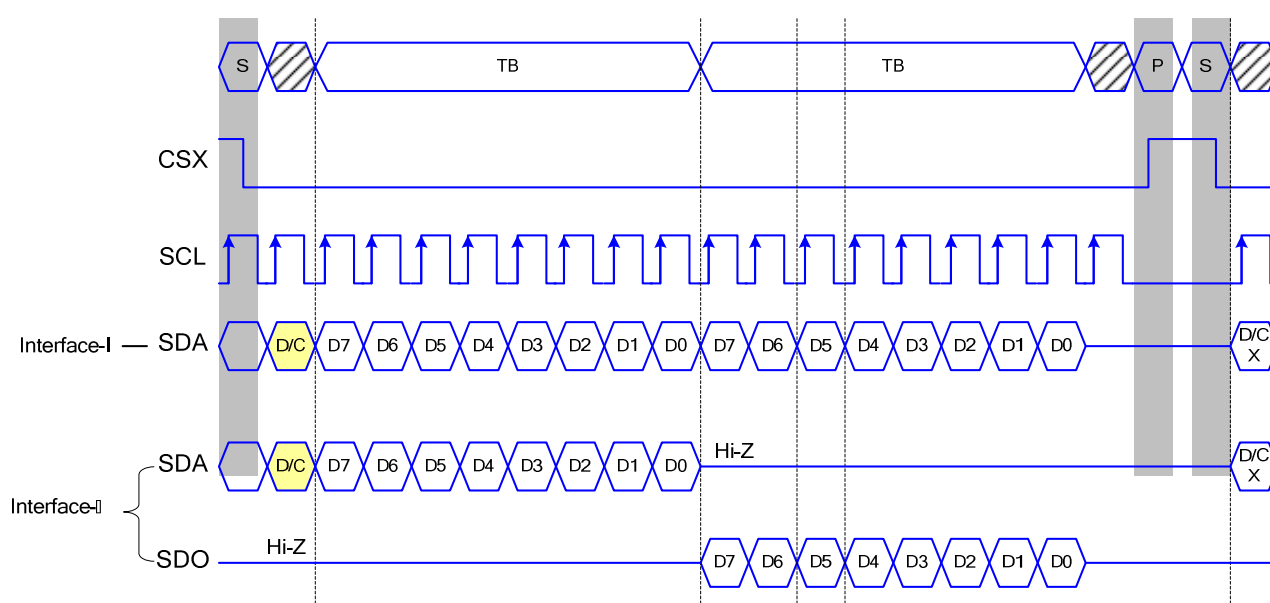 S TB TB P S
CSX
SCL
Interface-I SDA D/C D7 D6 D5 D4 D3 D2 D1 D0 D7 D6 D5 D4 D3 D2 D1 D0 D/C
X
SDA D/C D7 D6 D5 D4 D3 D2 D1 D0 Hi-Z D/C
X
Interface-
SDO Hi-Z D7 D6 D5 D4 D3 D2 D1 D0